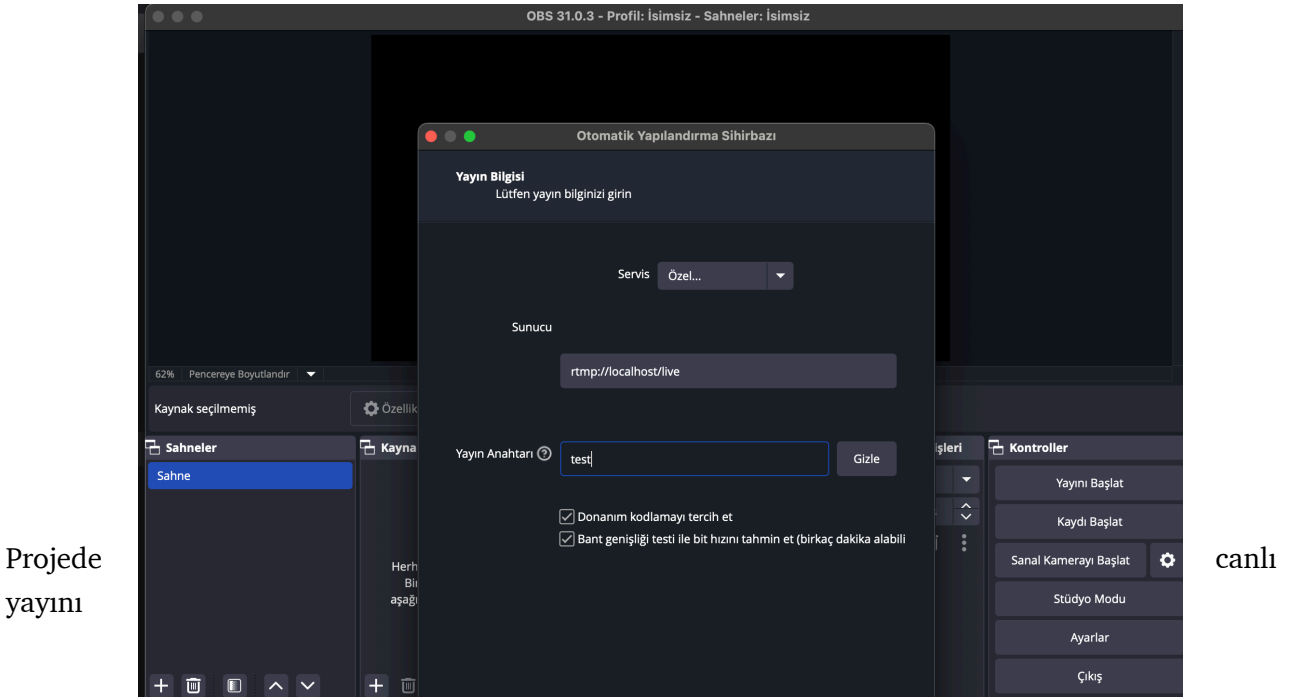 OBS 31.0.3 - Profil: İsimsiz - Sahneler: İsimsiz
Otomatik Yapılandırma Sihirbazı
Yayın Bilgisi
Lütfen yayın bilginizi girin
Servis Özel...
Sunucu
rtmp://localhost/live
62% Pencereye Boyutlandır
Kaynak seçilmemiş Özellik
Sahneler Kayna işleri Kontroller
Yayın Anahtarı test Gizle
Sahne Yayını Başlat
Donanım kodlamayı tercih et Kaydı Başlat
Bant genişliği testi ile bit hızını tahmin et (birkaç dakika alabili
Projede canlı
Herh Sanal Kamerayı Başlat
Bir
aşağı Stüdyo Modu
yayını
Ayarlar
Çıkış